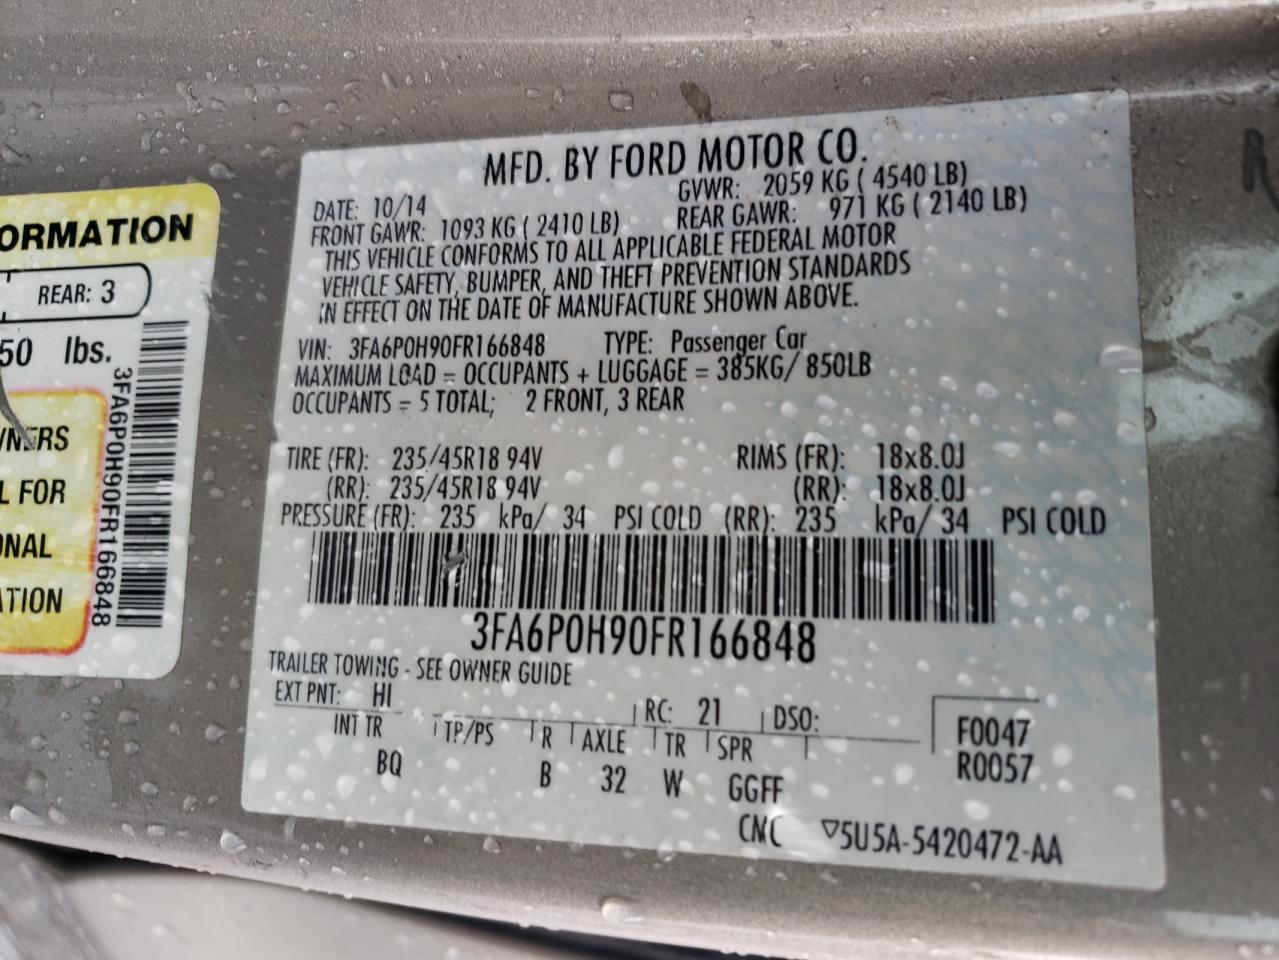 ORMATION
REAR: 3
50 lbs.
3FA6P0H90FR166848
WNERS
L FOR
ONAL
ATION
MFD. BY FORD MOTOR CO.
DATE: 10/14 GVWR: 2059 KG ( 4540 LB)
FRONT GAWR: 1093 KG ( 2410 LB) REAR GAWR: 971 KG ( 2140 LB)
THIS VEHICLE CONFORMS TO ALL APPLICABLE FEDERAL MOTOR
VEHICLE SAFETY, BUMPER, AND THEFT PREVENTION STANDARDS
IN EFFECT ON THE DATE OF MANUFACTURE SHOWN ABOVE.
VIN: 3FA6P0H90FR166848 TYPE: Passenger Car
MAXIMUM LOAD = OCCUPANTS + LUGGAGE = 385KG/ 850LB
OCCUPANTS = 5 TOTAL; 2 FRONT, 3 REAR
TIRE (FR): 235/45R18 94V RIMS (FR): 18x8.0J
(RR): 235/45R18 94V (RR): 18x8.0J
PRESSURE (FR): 235 kPa/ 34 PSI COLD (RR): 235 kPa/ 34 PSI COLD
3FA6P0H90FR166848
TRAILER TOWING - SEE OWNER GUIDE
EXT PNT: HI RC: 21 DSO: F0047
INT TR TP/PS R AXLE TR SPR R0057
BQ B 32 W GGFF
CNC ▽5U5A-5420472-AA
R